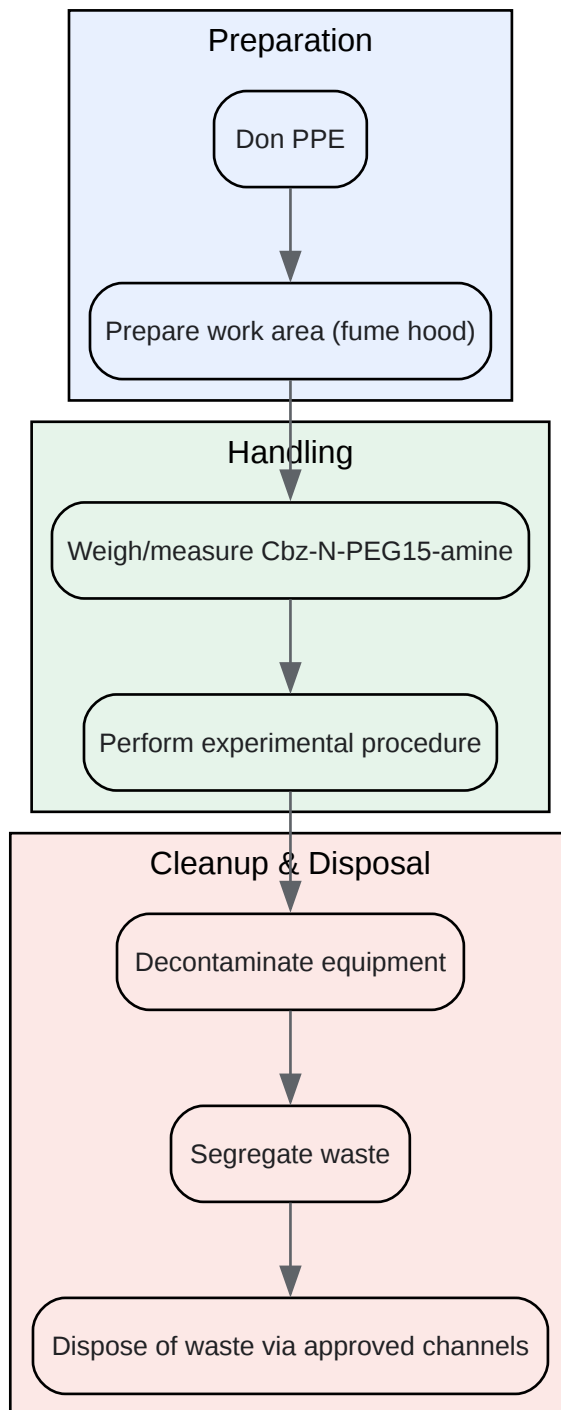 Preparation
Don PPE
Prepare work area (fume hood)
Handling
Weigh/measure Cbz-N-PEG15-amine
Perform experimental procedure
Cleanup & Disposal
Decontaminate equipment
Segregate waste
Dispose of waste via approved channels